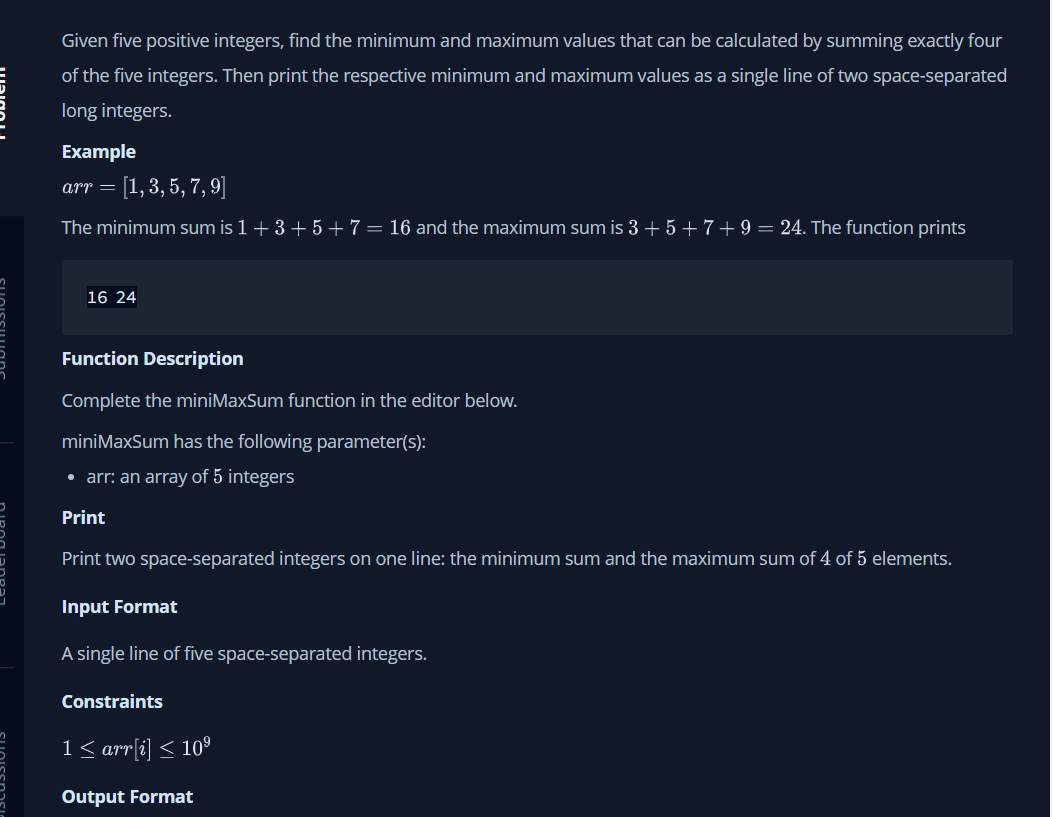 Problem
Submissions
Leaderboard
Discussions
Given five positive integers, find the minimum and maximum values that can be calculated by summing exactly four
of the five integers. Then print the respective minimum and maximum values as a single line of two space-separated
long integers.
Example
arr = [1, 3, 5, 7, 9]
The minimum sum is 1 + 3 + 5 + 7 = 16 and the maximum sum is 3 + 5 + 7 + 9 = 24. The function prints
16 24
Function Description
Complete the miniMaxSum function in the editor below.
miniMaxSum has the following parameter(s):
• arr: an array of 5 integers
Print
Print two space-separated integers on one line: the minimum sum and the maximum sum of 4 of 5 elements.
Input Format
A single line of five space-separated integers.
Constraints
1 ≤ arr[i] ≤ 10⁹
Output Format